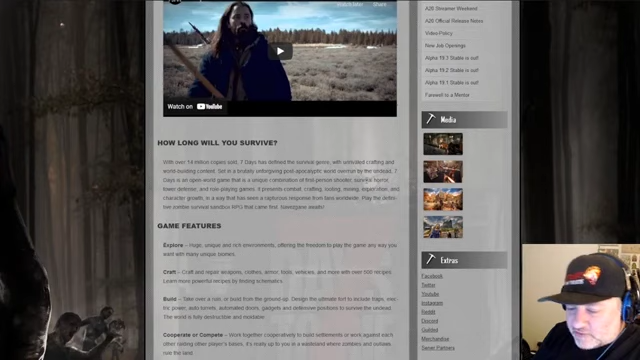 Watch later Share
Watch on YouTube
HOW LONG WILL YOU SURVIVE?
With over 14 million copies sold, 7 Days has defined the survival genre, with unrivaled crafting and
world-building content. Set in a brutally unforgiving post-apocalyptic world overrun by the undead, 7
Days is an open-world game that is a unique combination of first-person shooter, survival horror,
tower defense, and role-playing games. It presents combat, crafting, looting, mining, exploration, and
character growth, in a way that has seen a rapturous response from fans worldwide. Play the defini-
tive zombie survival sandbox RPG that came first. Navezgane awaits!
GAME FEATURES
Explore – Huge, unique and rich environments, offering the freedom to play the game any way you
want with many unique biomes.
Craft – Craft and repair weapons, clothes, armor, tools, vehicles, and more with over 500 recipes.
Learn more powerful recipes by finding schematics.
Build – Take over a ruin, or build from the ground-up. Design the ultimate fort to include traps, elec-
tric power, auto turrets, automated doors, gadgets and defensive positions to survive the undead.
The world is fully destructible and moldable.
Cooperate or Compete – Work together cooperatively to build settlements or work against each
other raiding other player's bases, it's really up to you in a wasteland where zombies and outlaws
rule the land.
A20 Streamer Weekend
A20 Official Release Notes
Video Policy
New Job Openings
Alpha 19.3 Stable is out!
Alpha 19.2 Stable is out!
Alpha 19.1 Stable is out!
Farewell to a Mentor
Media
Extras
Facebook
Twitter
Youtube
Instagram
Reddit
Discord
Guilded
Merchandise
Server Partners